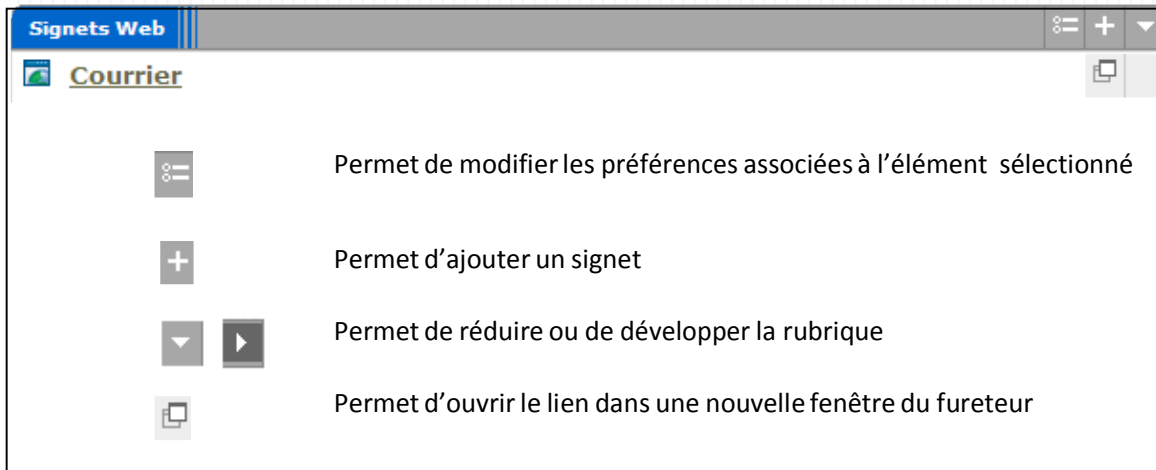 Signets Web
Courrier
Permet de modifier les préférences associées à l’élément sélectionné
Permet d’ajouter un signet
Permet de réduire ou de développer la rubrique
Permet d’ouvrir le lien dans une nouvelle fenêtre du fureteur